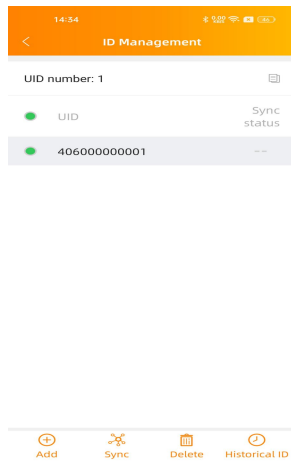 14:34
ID Management
UID number: 1
UID
Sync
status
406000000001
--
Add
Sync
Delete
Historical ID